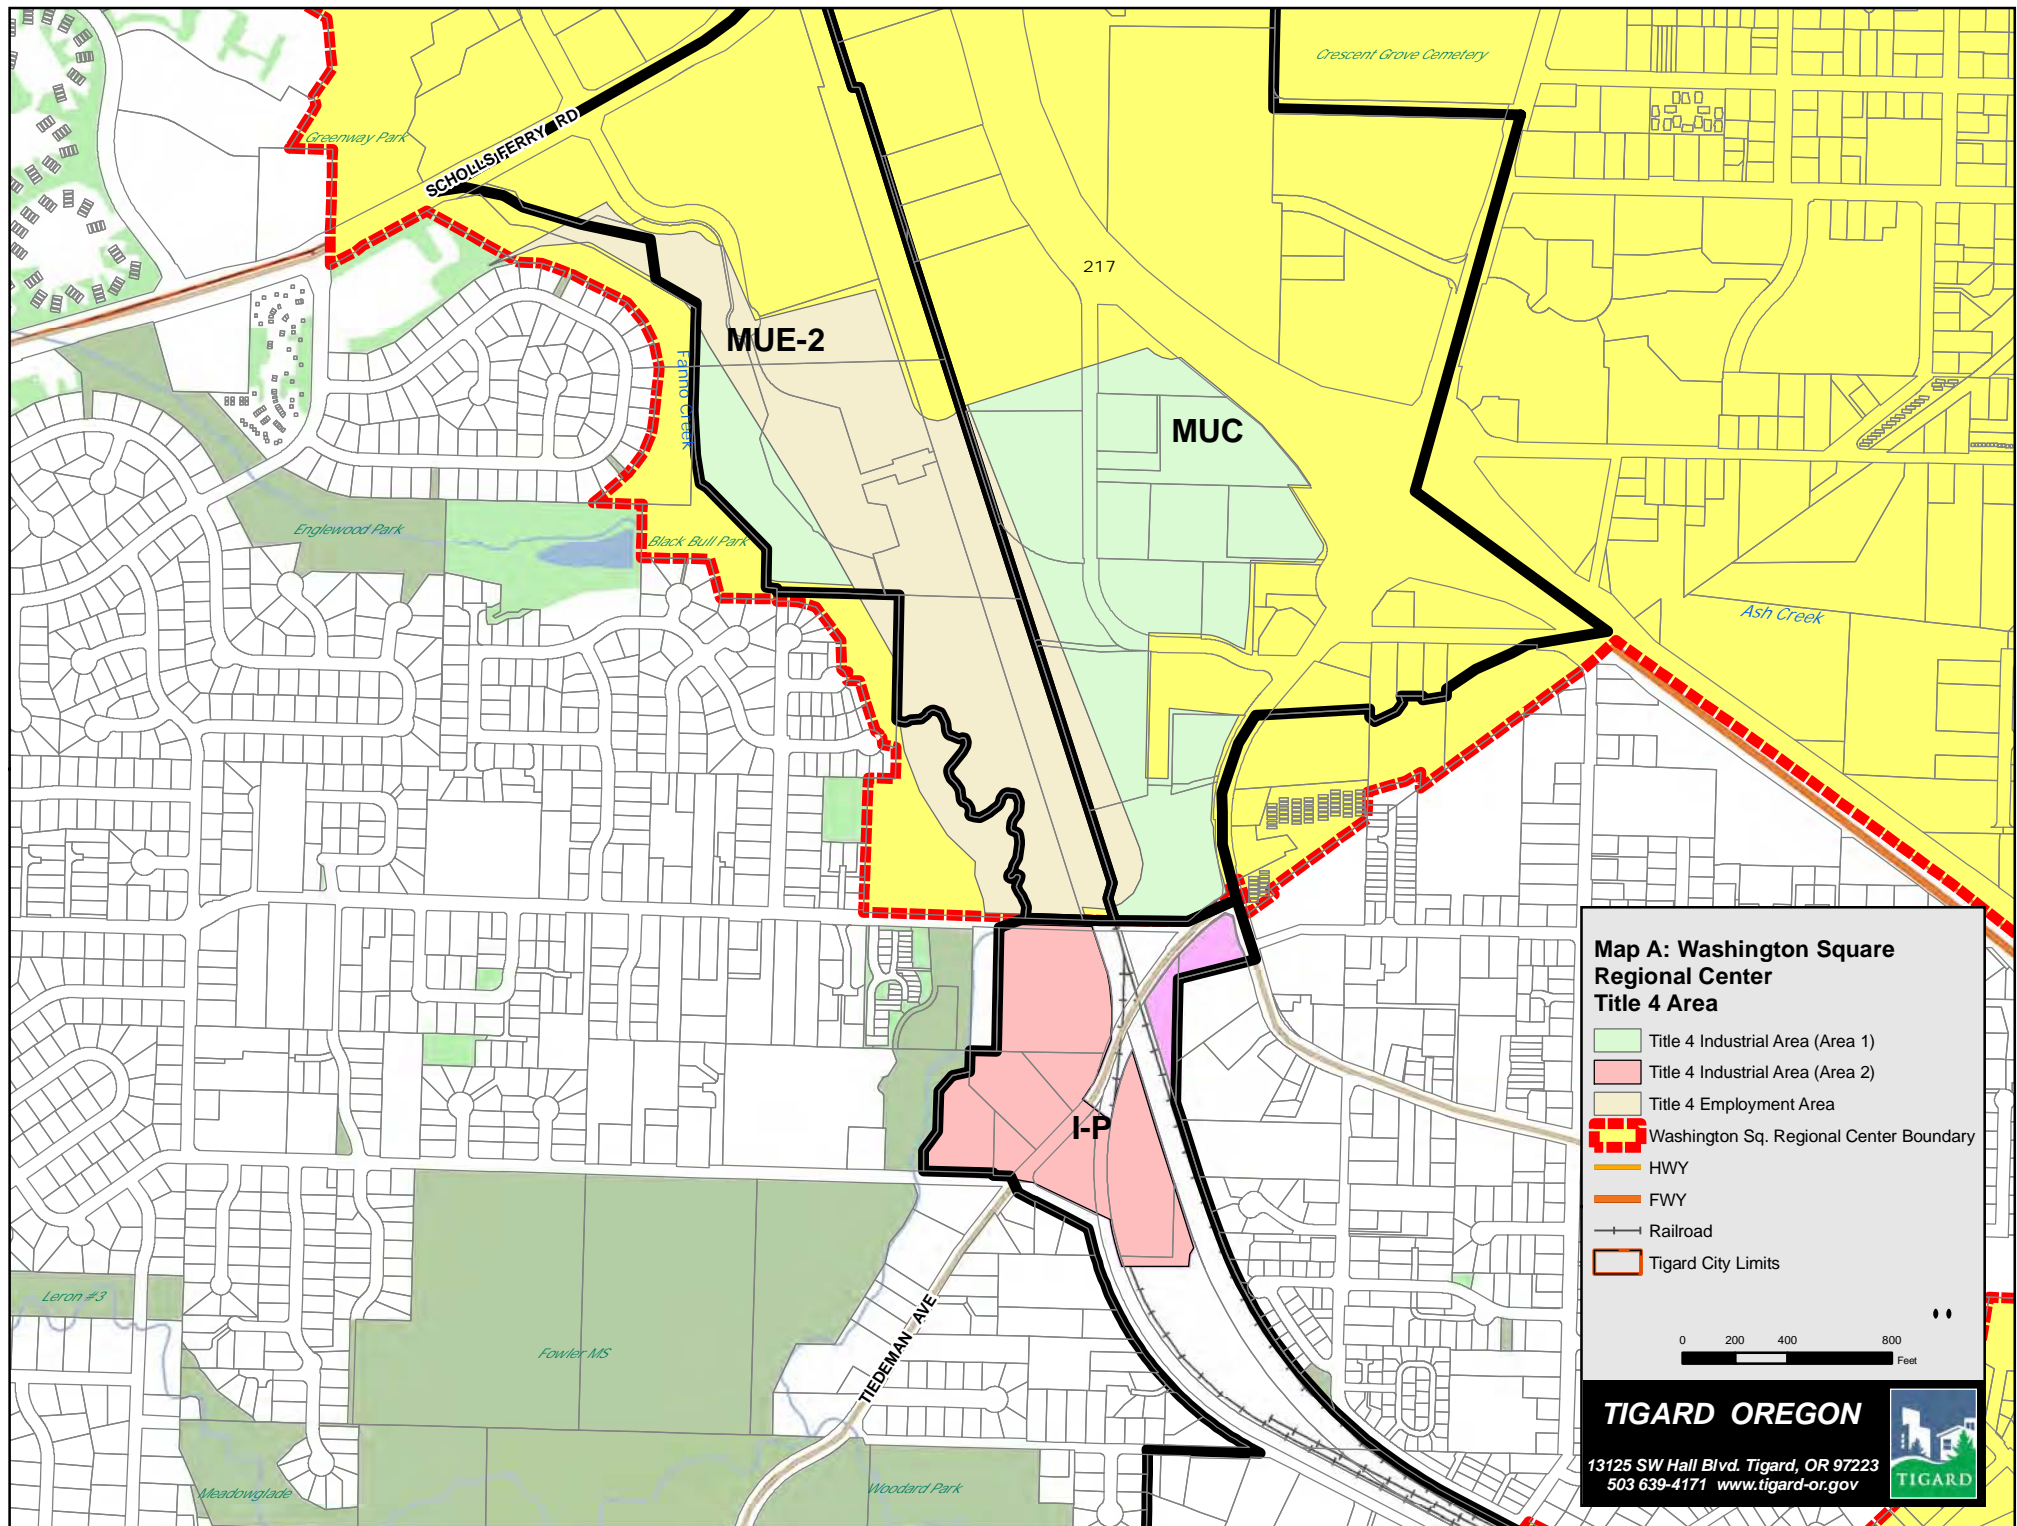 Crescent Grove Cemetery
Greenway Park
SCHOLLS FERRY RD
217
MUE-2
Fanno Creek
MUC
Englewood Park
Black Bull Park
Ash Creek
I-P
Leron #3
Fowler MS
TIEDEMAN AVE
Meadowglade
Woodard Park
Map A: Washington Square
Regional Center
Title 4 Area
Title 4 Industrial Area (Area 1)
Title 4 Industrial Area (Area 2)
Title 4 Employment Area
Washington Sq. Regional Center Boundary
HWY
FWY
Railroad
Tigard City Limits
0 200 400 800
Feet
TIGARD OREGON
13125 SW Hall Blvd. Tigard, OR 97223
503 639-4171 www.tigard-or.gov
TIGARD